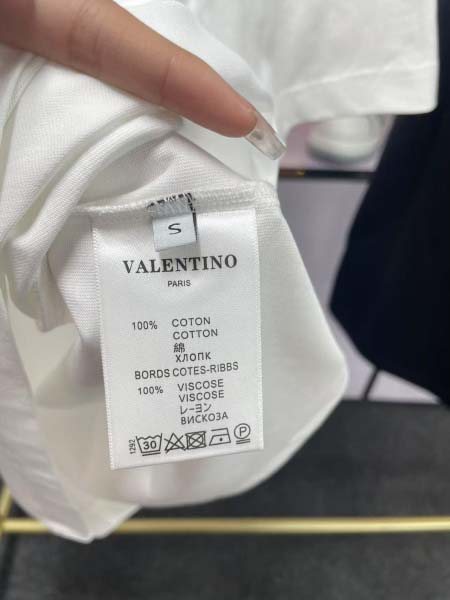 S
VALENTINO
PARIS
100% COTON
COTTON
綿
ХЛОПК
BORDS COTES-RIBBS
100% VISCOSE
VISCOSE
レーヨン
ВИСКОЗА
1292
30
P